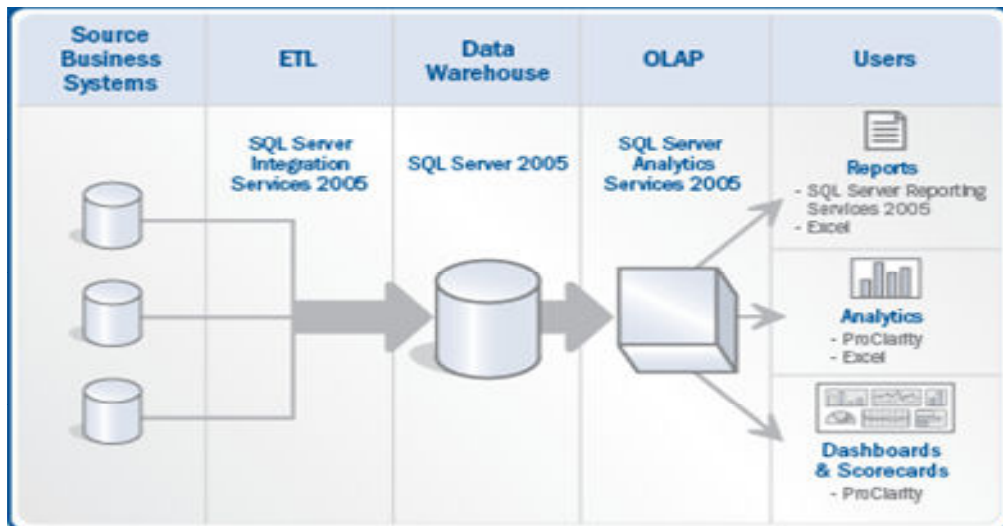 Source
Business
Systems
ETL
Data
Warehouse
OLAP
Users
SQL Server
Integration
Services 2005
SQL Server 2005
SQL Server
Analytics
Services 2005
Reports
- SQL Server Reporting
Services 2005
- Excel
Analytics
- ProClarity
- Excel
Dashboards
& Scorecards
- ProClarity